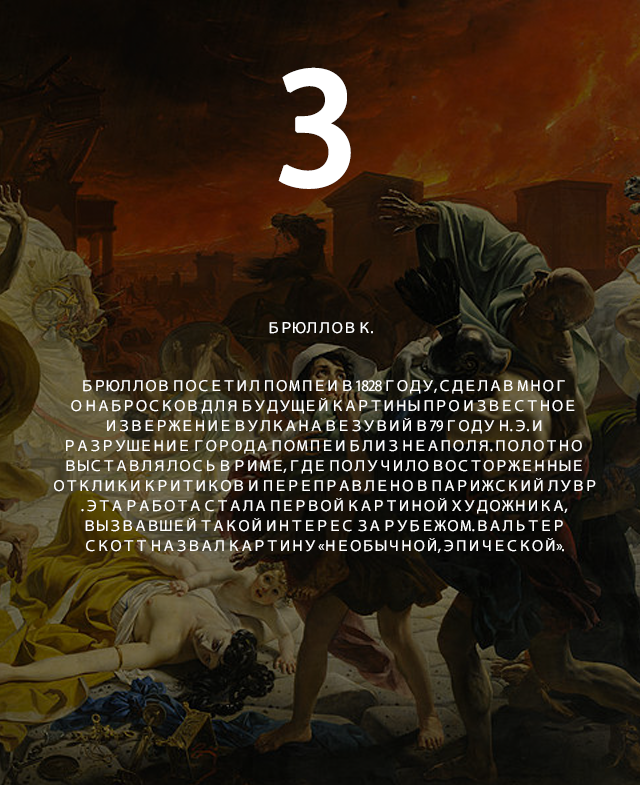 3
БРЮЛЛОВ К.
БРЮЛЛОВ ПОСЕТИЛ ПОМПЕИ В 1828 ГОДУ, СДЕЛАВ МНОГ
О НАБРОСКОВ ДЛЯ БУДУЩЕЙ КАРТИНЫ ПРО ИЗВЕСТНОЕ
ИЗВЕРЖЕНИЕ ВУЛКАНА ВЕЗУВИЙ В 79 ГОДУ Н. Э. И
РАЗРУШЕНИЕ ГОРОДА ПОМПЕИ БЛИЗ НЕАПОЛЯ. ПОЛОТНО
ВЫСТАВЛЯЛОСЬ В РИМЕ, ГДЕ ПОЛУЧИЛО ВОСТОРЖЕННЫЕ
ОТКЛИКИ КРИТИКОВ И ПЕРЕПРАВЛЕНО В ПАРИЖСКИЙ ЛУВР
. ЭТА РАБОТА СТАЛА ПЕРВОЙ КАРТИНОЙ ХУДОЖНИКА,
ВЫЗВАВШЕЙ ТАКОЙ ИНТЕРЕС ЗА РУБЕЖОМ. ВАЛЬТЕР
СКОТТ НАЗВАЛ КАРТИНУ «НЕОБЫЧНОЙ, ЭПИЧЕСКОЙ».